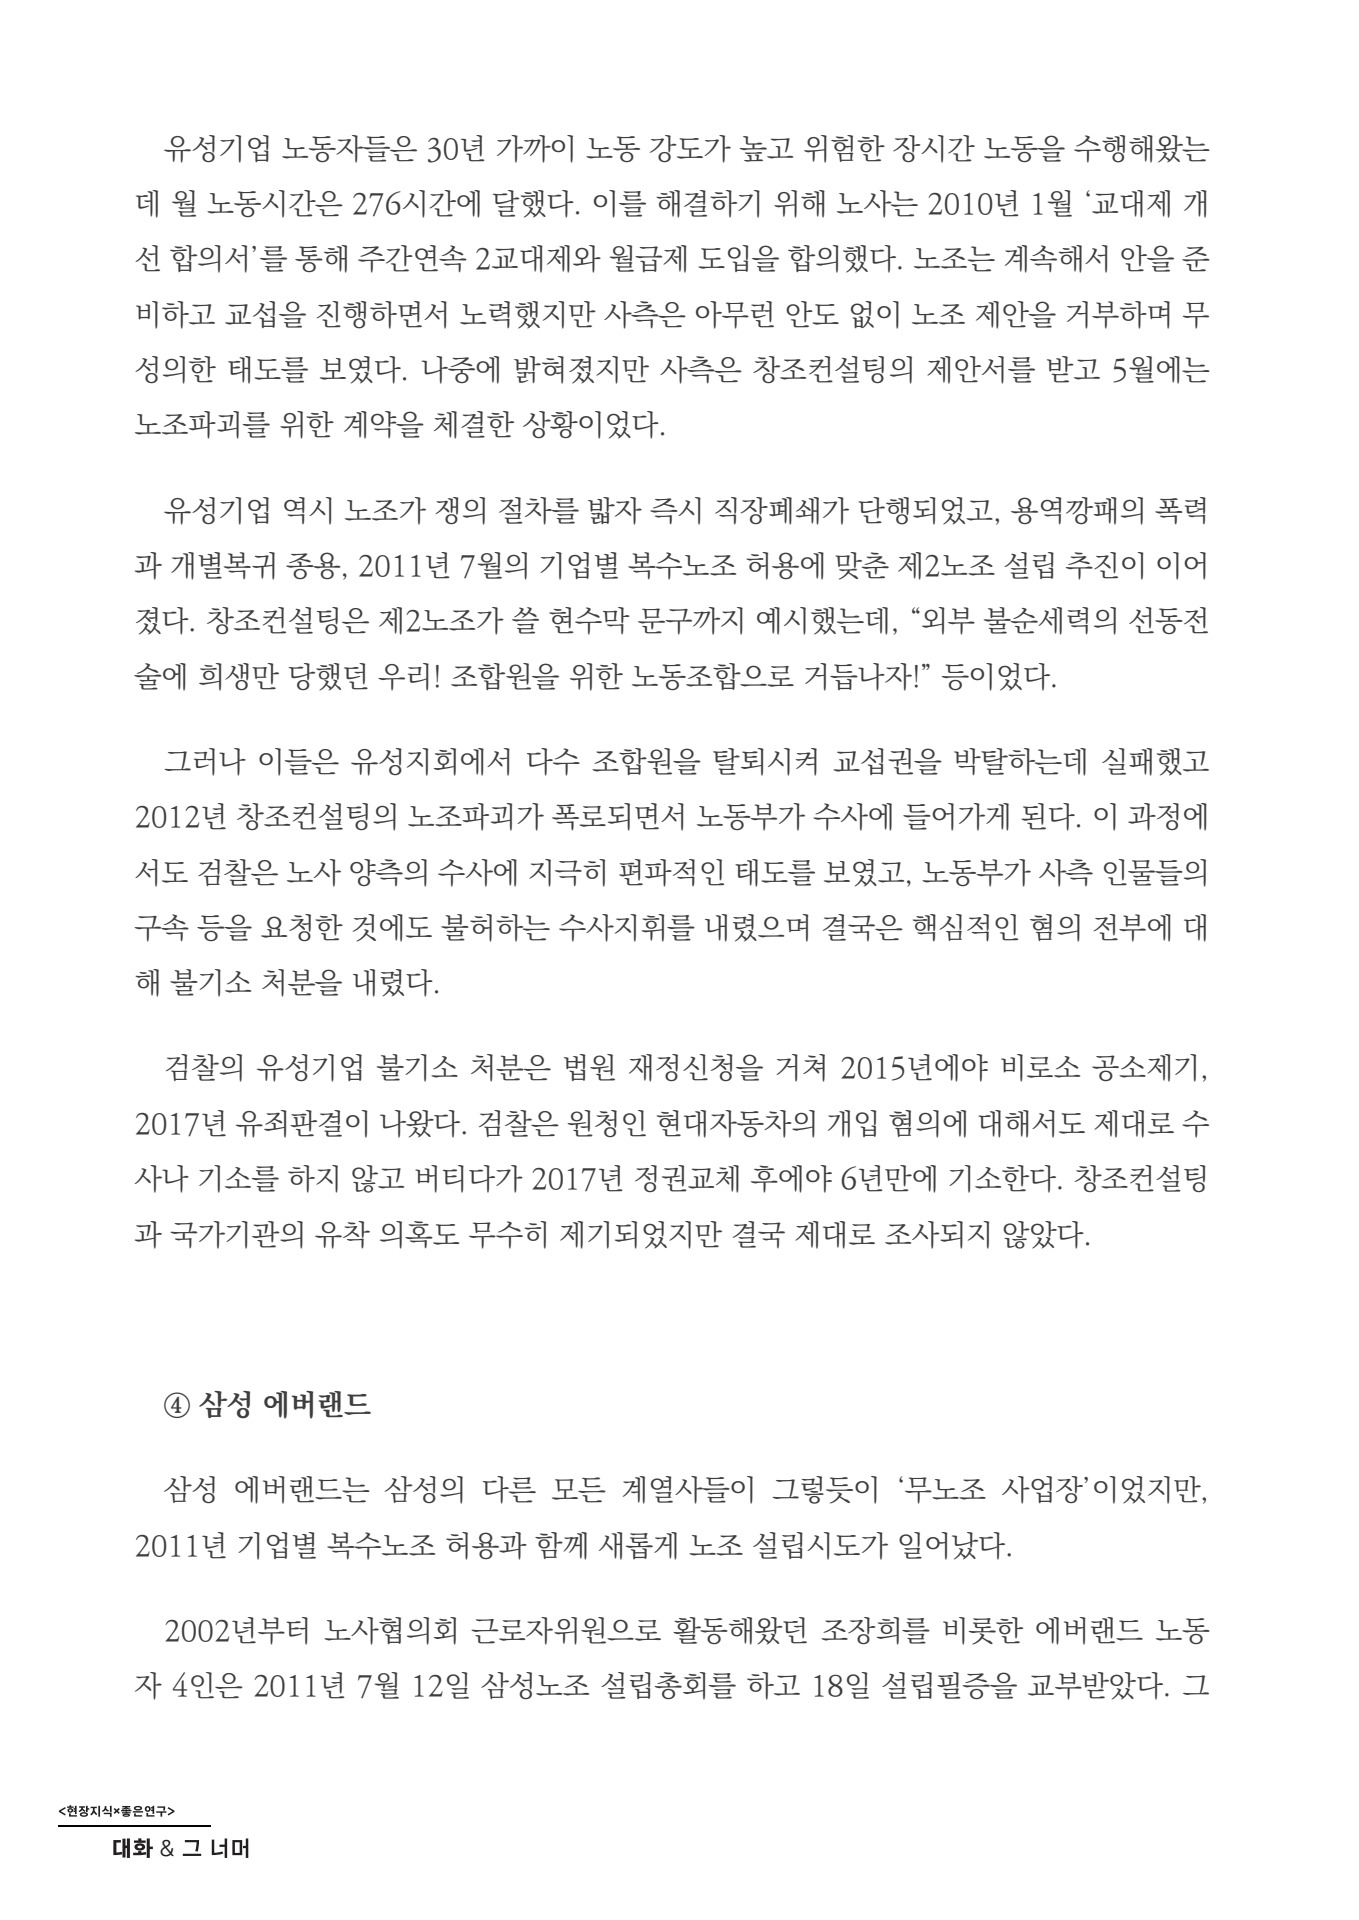 유성기업 노동자들은 30년 가까이 노동 강도가 높고 위험한 장시간 노동을 수행해왔는
데 월 노동시간은 276시간에 달했다. 이를 해결하기 위해 노사는 2010년 1월 ‘교대제 개
선 합의서’를 통해 주간연속 2교대제와 월급제 도입을 합의했다. 노조는 계속해서 안을 준
비하고 교섭을 진행하면서 노력했지만 사측은 아무런 안도 없이 노조 제안을 거부하며 무
성의한 태도를 보였다. 나중에 밝혀졌지만 사측은 창조컨설팅의 제안서를 받고 5월에는
노조파괴를 위한 계약을 체결한 상황이었다.
유성기업 역시 노조가 쟁의 절차를 밟자 즉시 직장폐쇄가 단행되었고, 용역깡패의 폭력
과 개별복귀 종용, 2011년 7월의 기업별 복수노조 허용에 맞춘 제2노조 설립 추진이 이어
졌다. 창조컨설팅은 제2노조가 쓸 현수막 문구까지 예시했는데, “외부 불순세력의 선동전
술에 희생만 당했던 우리! 조합원을 위한 노동조합으로 거듭나자!” 등이었다.
그러나 이들은 유성지회에서 다수 조합원을 탈퇴시켜 교섭권을 박탈하는데 실패했고
2012년 창조컨설팅의 노조파괴가 폭로되면서 노동부가 수사에 들어가게 된다. 이 과정에
서도 검찰은 노사 양측의 수사에 지극히 편파적인 태도를 보였고, 노동부가 사측 인물들의
구속 등을 요청한 것에도 불허하는 수사지휘를 내렸으며 결국은 핵심적인 혐의 전부에 대
해 불기소 처분을 내렸다.
검찰의 유성기업 불기소 처분은 법원 재정신청을 거쳐 2015년에야 비로소 공소제기,
2017년 유죄판결이 나왔다. 검찰은 원청인 현대자동차의 개입 혐의에 대해서도 제대로 수
사나 기소를 하지 않고 버티다가 2017년 정권교체 후에야 6년만에 기소한다. 창조컨설팅
과 국가기관의 유착 의혹도 무수히 제기되었지만 결국 제대로 조사되지 않았다.
④ 삼성 에버랜드
삼성 에버랜드는 삼성의 다른 모든 계열사들이 그렇듯이 ‘무노조 사업장’이었지만,
2011년 기업별 복수노조 허용과 함께 새롭게 노조 설립시도가 일어났다.
2002년부터 노사협의회 근로자위원으로 활동해왔던 조장희를 비롯한 에버랜드 노동
자 4인은 2011년 7월 12일 삼성노조 설립총회를 하고 18일 설립필증을 교부받았다. 그
<현장지식×좋은연구>
대화 & 그 너머